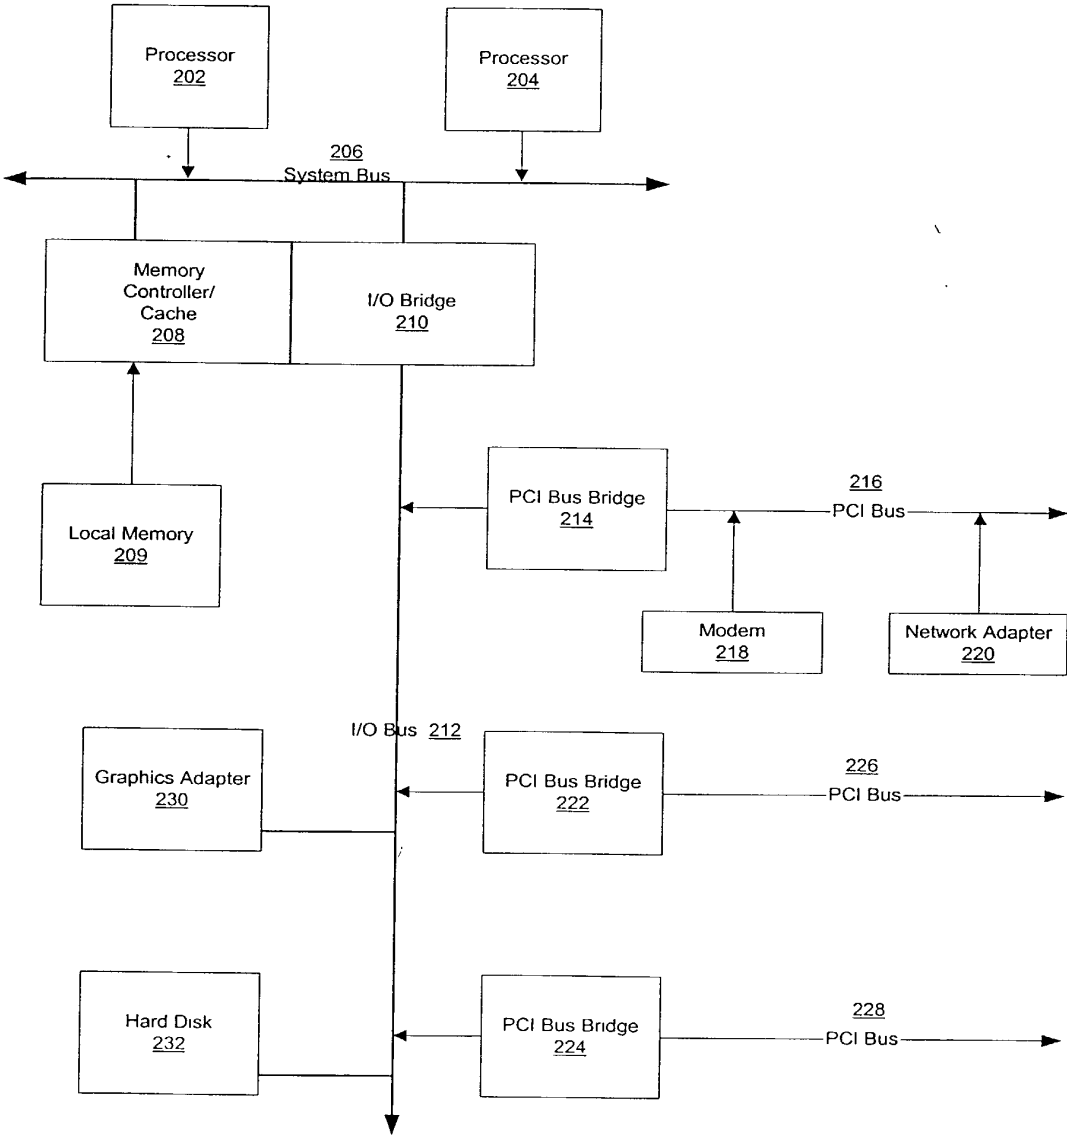 Processor
202
Processor
204
206
System Bus
Memory
Controller/
Cache
208
I/O Bridge
210
Local Memory
209
PCI Bus Bridge
214
216
PCI Bus
Modem
218
Network Adapter
220
I/O Bus 212
Graphics Adapter
230
PCI Bus Bridge
222
226
PCI Bus
Hard Disk
232
PCI Bus Bridge
224
228
PCI Bus